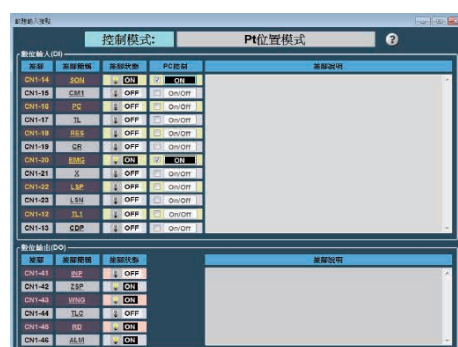 數位輸入接腳
控制模式: Pt位置模式 ?
數位輸入(DI)
接腳 接腳簡稱 接腳狀態 PC控制 接腳說明
CN1-14 SON ON ON
CN1-15 CM1 OFF On/Off
CN1-16 PC OFF On/Off
CN1-17 TL OFF On/Off
CN1-18 RES OFF On/Off
CN1-19 CR OFF On/Off
CN1-20 EMG ON ON
CN1-21 X OFF On/Off
CN1-22 LSP OFF On/Off
CN1-23 LSN OFF On/Off
CN1-12 TL1 OFF On/Off
CN1-13 CDP OFF On/Off
數位輸出(DO)
接腳 接腳簡稱 接腳狀態 接腳說明
CN1-41 INP OFF
CN1-42 ZSP ON
CN1-43 WNG ON
CN1-44 TLC OFF
CN1-45 RD ON
CN1-46 ALM ON